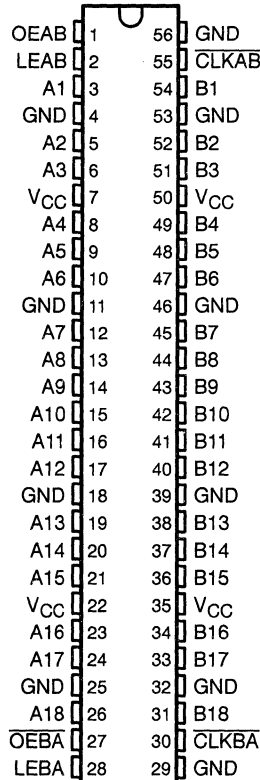 OEAB 1 56 GND
LEAB 2 55 C̅L̅K̅A̅B̅
A1 3 54 B1
GND 4 53 GND
A2 5 52 B2
A3 6 51 B3
VCC 7 50 VCC
A4 8 49 B4
A5 9 48 B5
A6 10 47 B6
GND 11 46 GND
A7 12 45 B7
A8 13 44 B8
A9 14 43 B9
A10 15 42 B10
A11 16 41 B11
A12 17 40 B12
GND 18 39 GND
A13 19 38 B13
A14 20 37 B14
A15 21 36 B15
VCC 22 35 VCC
A16 23 34 B16
A17 24 33 B17
GND 25 32 GND
A18 26 31 B18
O̅E̅B̅A̅ 27 30 C̅L̅K̅B̅A̅
LEBA 28 29 GND